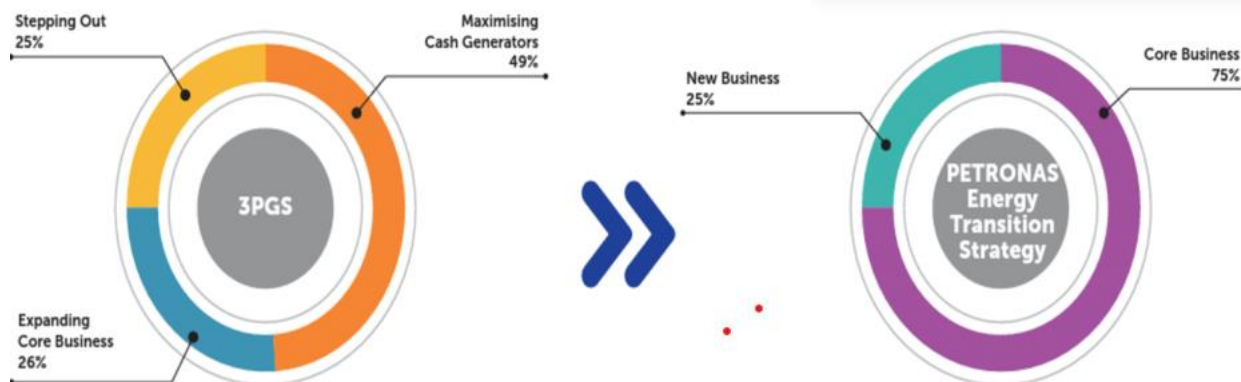 Stepping Out
25%
Maximising
Cash Generators
49%
3PGS
Expanding
Core Business
26%
New Business
25%
Core Business
75%
PETRONAS
Energy
Transition
Strategy